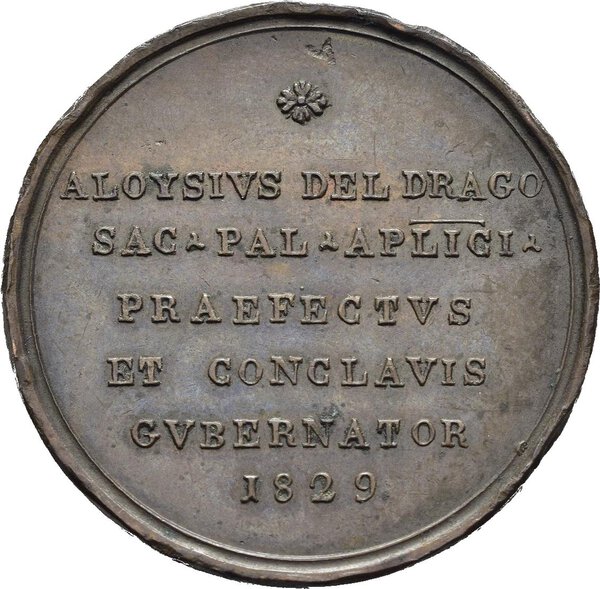 ALOYSIVS DEL DRAGO
SAC · PAL · APLICI ·
PRAEFECTVS
ET CONCLAVIS
GVBERNATOR
1829